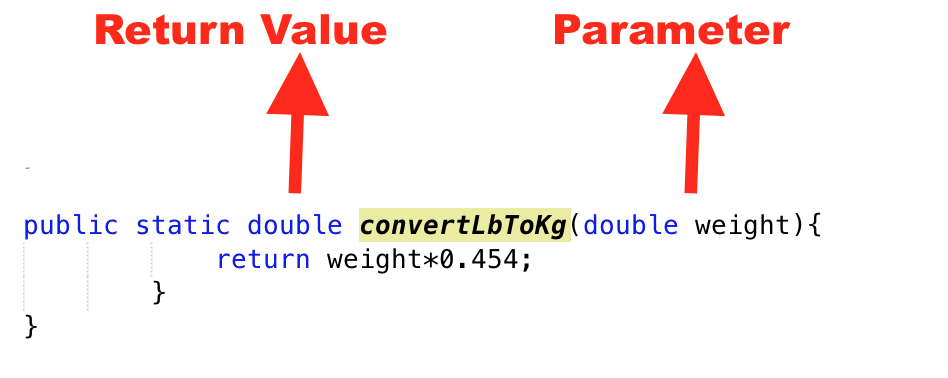 Return Value Parameter
public static double convertLbToKg(double weight){
return weight*0.454;
}
}